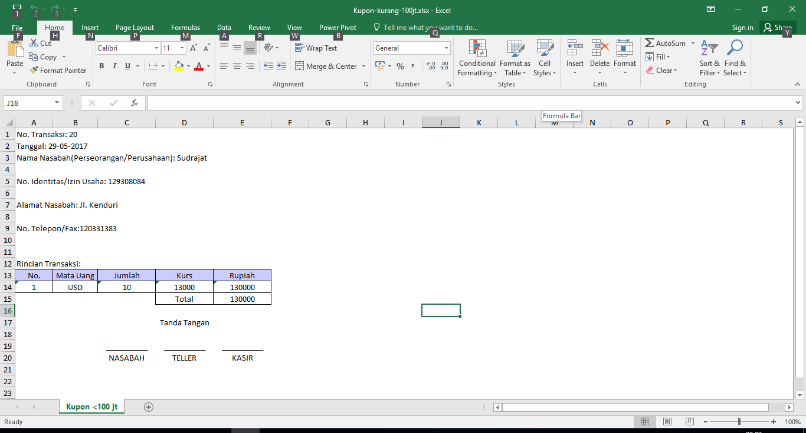 Kupon-kurang-100jt.xlsx - Excel
File Home Insert Page Layout Formulas Data Review View Power Pivot Tell me what you want to do... Sign in Share
F H N P M A R W B Q Y
Cut
Copy
Format Painter
Paste
Calibri 11
B I U
Wrap Text
Merge & Center
General
%
Conditional Formatting
Format as Table
Cell Styles
Insert Delete Format
AutoSum
Fill
Clear
Sort & Filter
Find & Select
Clipboard Font Alignment Number Styles Cells Editing
J16 fx
Formula Bar
A B C D E F G H I J K L M N O P Q R S
1 No. Transaksi: 20
2 Tanggal: 29-05-2017
3 Nama Nasabah(Perseorangan/Perusahaan): Sudrajat
4
5 No. Identitas/Izin Usaha: 129308084
6
7 Alamat Nasabah: Jl. Kenduri
8
9 No. Telepon/Fax:120331383
10
11
12 Rincian Transaksi:
13 No. Mata Uang Jumlah Kurs Rupiah
14 1 USD 10 13000 130000
15 Total 130000
16
17 Tanda Tangan
18
19
20 NASABAH TELLER KASIR
21
22
23
Kupon <100 jt
Ready 100%